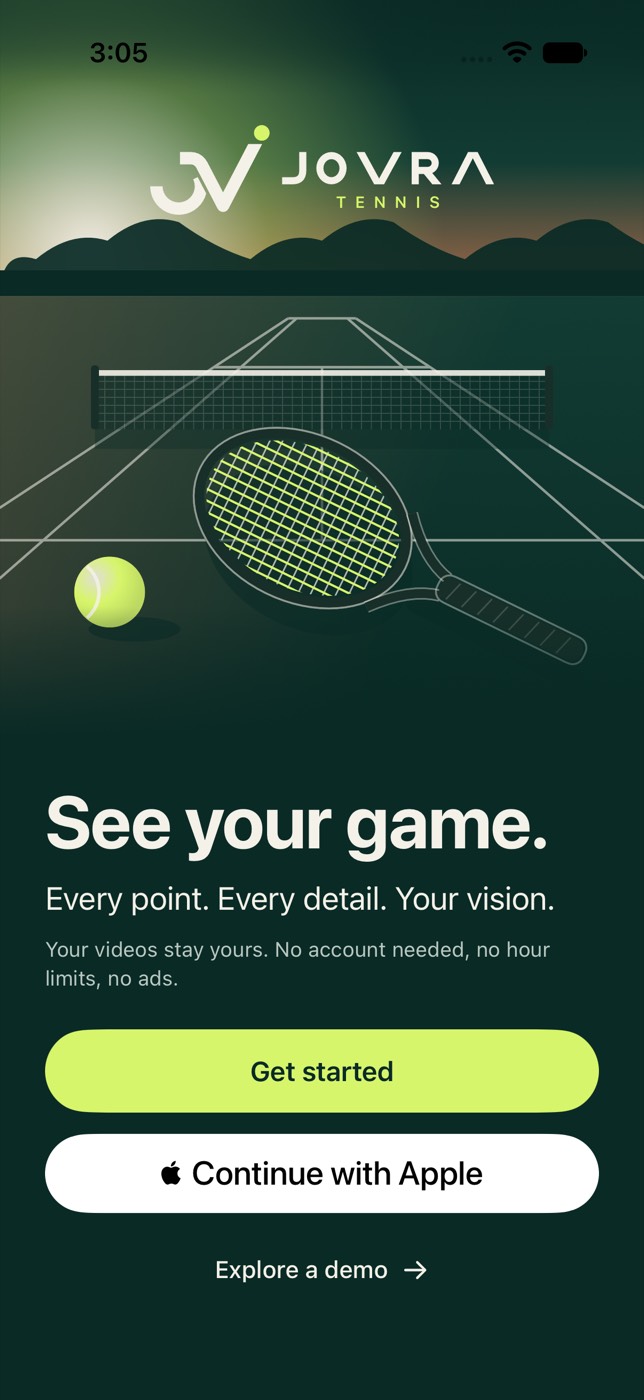 3:05
JOVRA
TENNIS
See your game.
Every point. Every detail. Your vision.
Your videos stay yours. No account needed, no hour
limits, no ads.
Get started
Continue with Apple
Explore a demo →